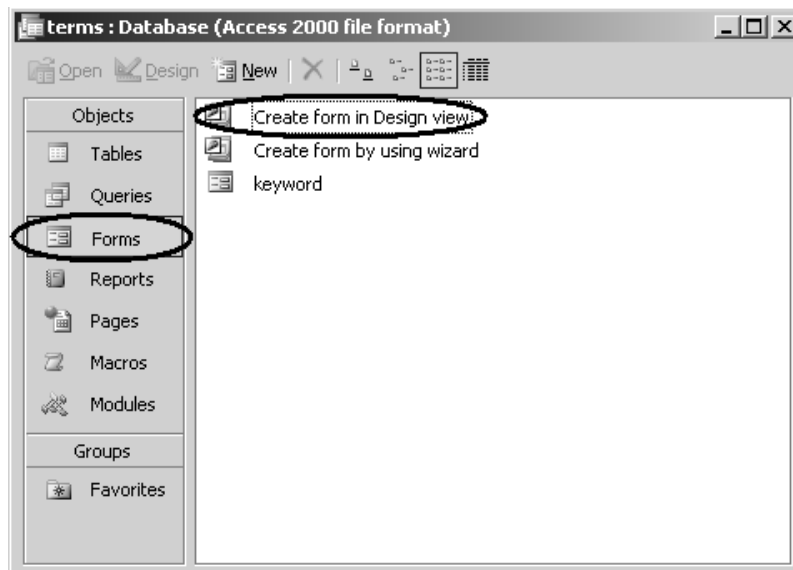 terms : Database (Access 2000 file format)
Open Design New
Objects
Tables
Queries
Forms
Reports
Pages
Macros
Modules
Groups
Favorites
Create form in Design view
Create form by using wizard
keyword